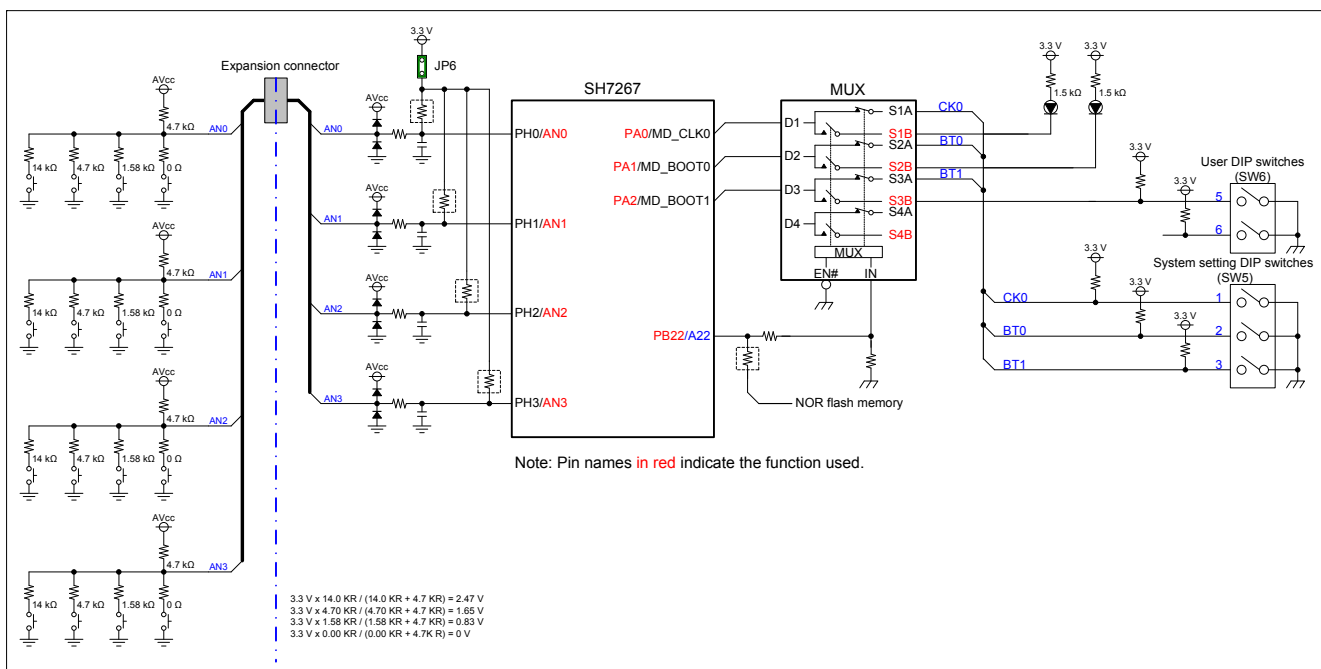 3.3 V
JP6
Expansion connector
AVcc
4.7 kΩ
AN0
14 kΩ
4.7 kΩ
1.58 kΩ
0 Ω
AVcc
4.7 kΩ
AN1
14 kΩ
4.7 kΩ
1.58 kΩ
0 Ω
AVcc
4.7 kΩ
AN2
14 kΩ
4.7 kΩ
1.58 kΩ
0 Ω
AVcc
4.7 kΩ
AN3
14 kΩ
4.7 kΩ
1.58 kΩ
0 Ω
AVcc
AN0
AVcc
AN1
AVcc
AN2
AVcc
AN3
SH7267
PH0/AN0
PH1/AN1
PH2/AN2
PH3/AN3
PA0/MD_CLK0
PA1/MD_BOOT0
PA2/MD_BOOT1
PB22/A22
NOR flash memory
MUX
D1
D2
D3
D4
S1A
S1B
S2A
S2B
S3A
S3B
S4A
S4B
MUX
EN#
IN
CK0
BT0
BT1
3.3 V
3.3 V
1.5 kΩ
1.5 kΩ
3.3 V
3.3 V
User DIP switches
(SW6)
5
6
System setting DIP switches
(SW5)
3.3 V
3.3 V
3.3 V
CK0
1
BT0
2
BT1
3
Note: Pin names in red indicate the function used.
3.3 V x 14.0 KR / (14.0 KR + 4.7 KR) = 2.47 V
3.3 V x 4.70 KR / (4.70 KR + 4.7 KR) = 1.65 V
3.3 V x 1.58 KR / (1.58 KR + 4.7 KR) = 0.83 V
3.3 V x 0.00 KR / (0.00 KR + 4.7K R) = 0 V